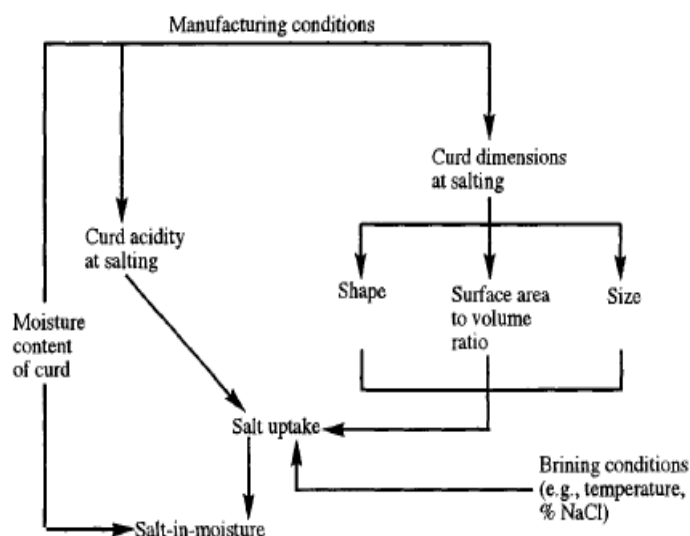 Manufacturing conditions
Curd dimensions
at salting
Curd acidity
at salting
Shape
Surface area
to volume
ratio
Size
Moisture
content
of curd
Salt uptake
Brining conditions
(e.g., temperature,
% NaCl)
Salt-in-moisture